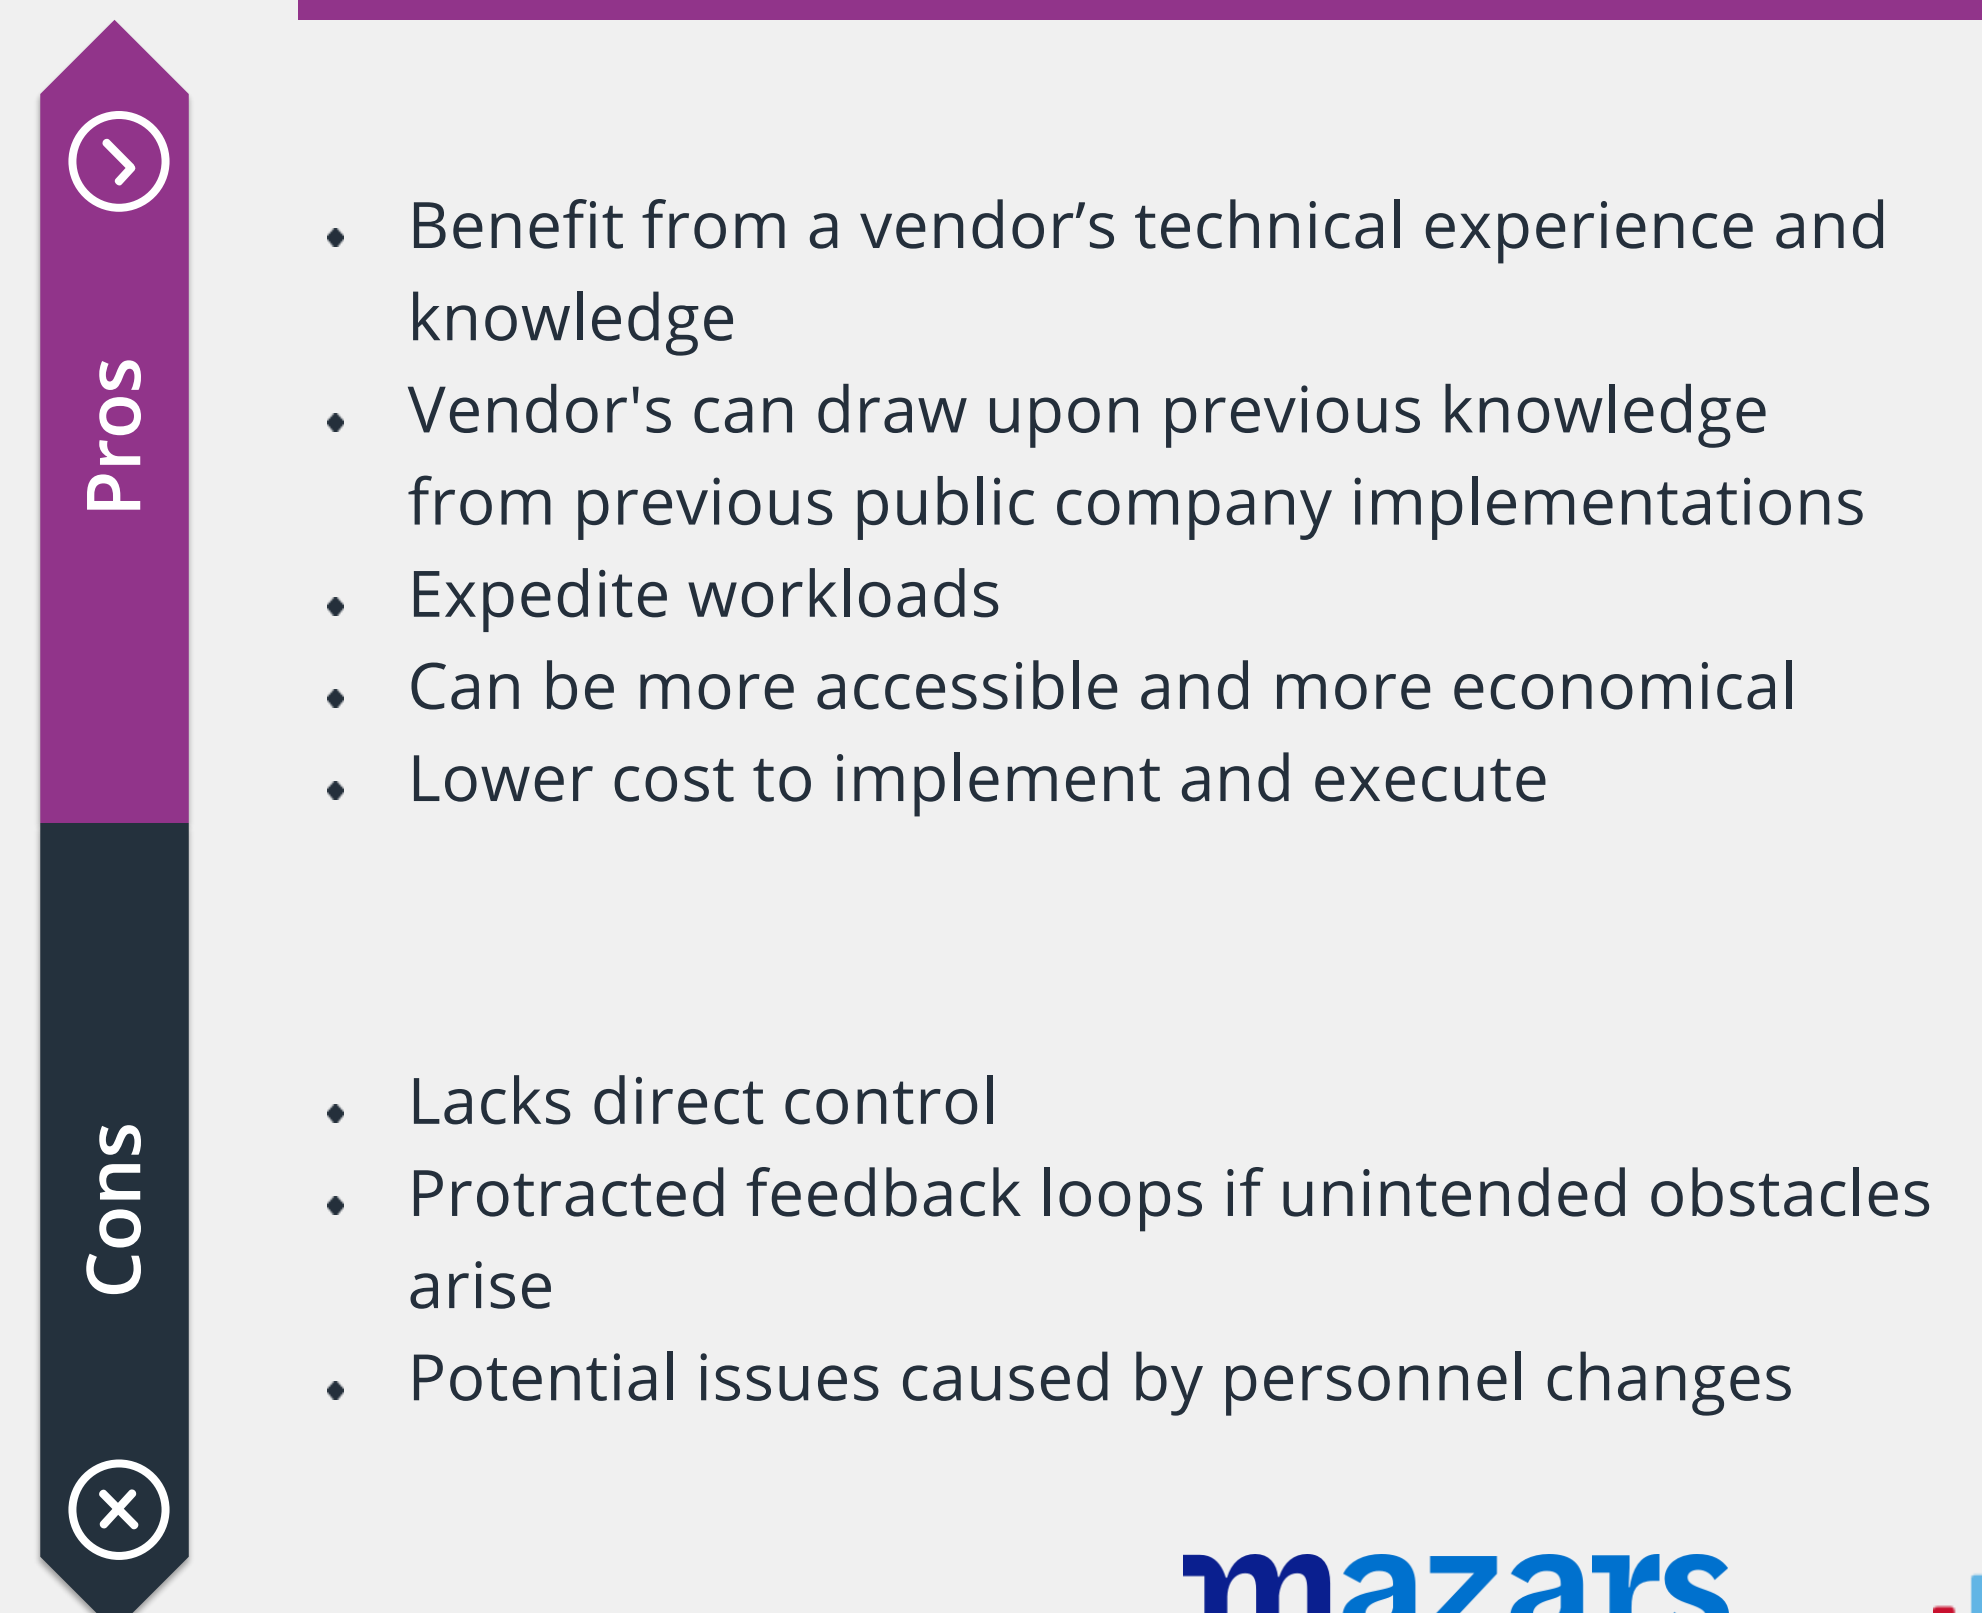 Pros
Benefit from a vendor’s technical experience and
knowledge
Vendor's can draw upon previous knowledge
from previous public company implementations
Expedite workloads
Can be more accessible and more economical
Lower cost to implement and execute
Cons
Lacks direct control
Protracted feedback loops if unintended obstacles
arise
Potential issues caused by personnel changes
mazars